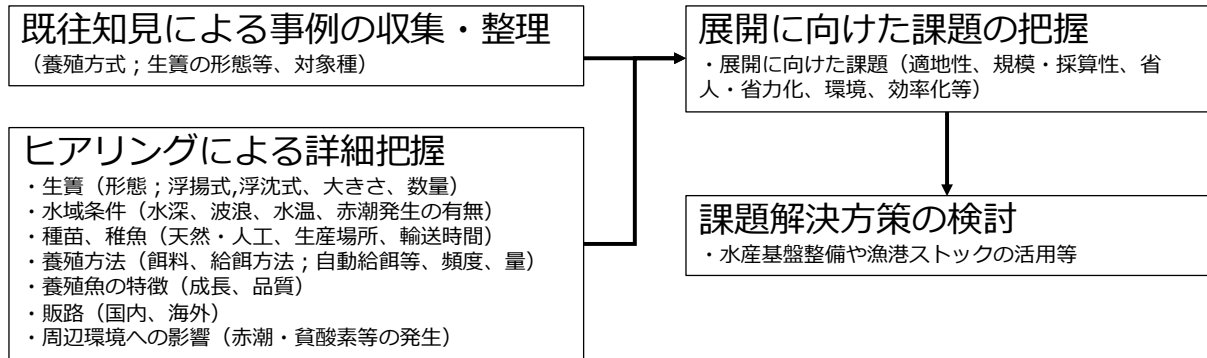 既往知見による事例の収集・整理
（養殖方式；生簀の形態等、対象種）
ヒアリングによる詳細把握
・生簀（形態；浮揚式,浮沈式、大きさ、数量）
・水域条件（水深、波浪、水温、赤潮発生の有無）
・種苗、稚魚（天然・人工、生産場所、輸送時間）
・養殖方法（餌料、給餌方法；自動給餌等、頻度、量）
・養殖魚の特徴（成長、品質）
・販路（国内、海外）
・周辺環境への影響（赤潮・貧酸素等の発生）
展開に向けた課題の把握
・展開に向けた課題（適地性、規模・採算性、省
人・省力化、環境、効率化等）
課題解決方策の検討
・水産基盤整備や漁港ストックの活用等